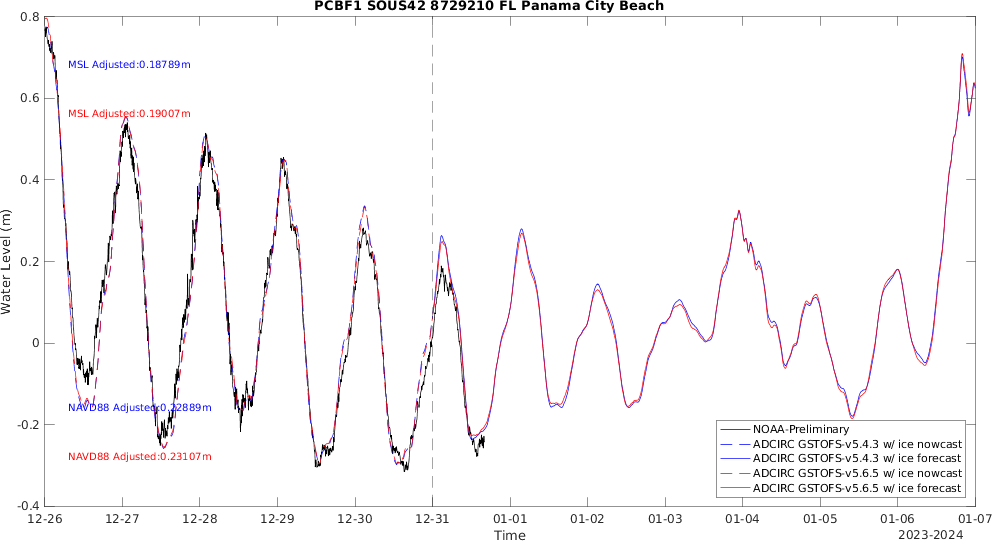 PCBF1 SOUS42 8729210 FL Panama City Beach
Water Level (m)
0.8
0.6
0.4
0.2
0
-0.2
-0.4
MSL Adjusted:0.18789m
MSL Adjusted:0.19007m
NAVD88 Adjusted:0.22889m
NAVD88 Adjusted:0.23107m
NOAA-Preliminary
ADCIRC GSTOFS-v5.4.3 w/ ice nowcast
ADCIRC GSTOFS-v5.4.3 w/ ice forecast
ADCIRC GSTOFS-v5.6.5 w/ ice nowcast
ADCIRC GSTOFS-v5.6.5 w/ ice forecast
12-26 12-27 12-28 12-29 12-30 12-31 01-01 01-02 01-03 01-04 01-05 01-06 01-07
Time
2023-2024